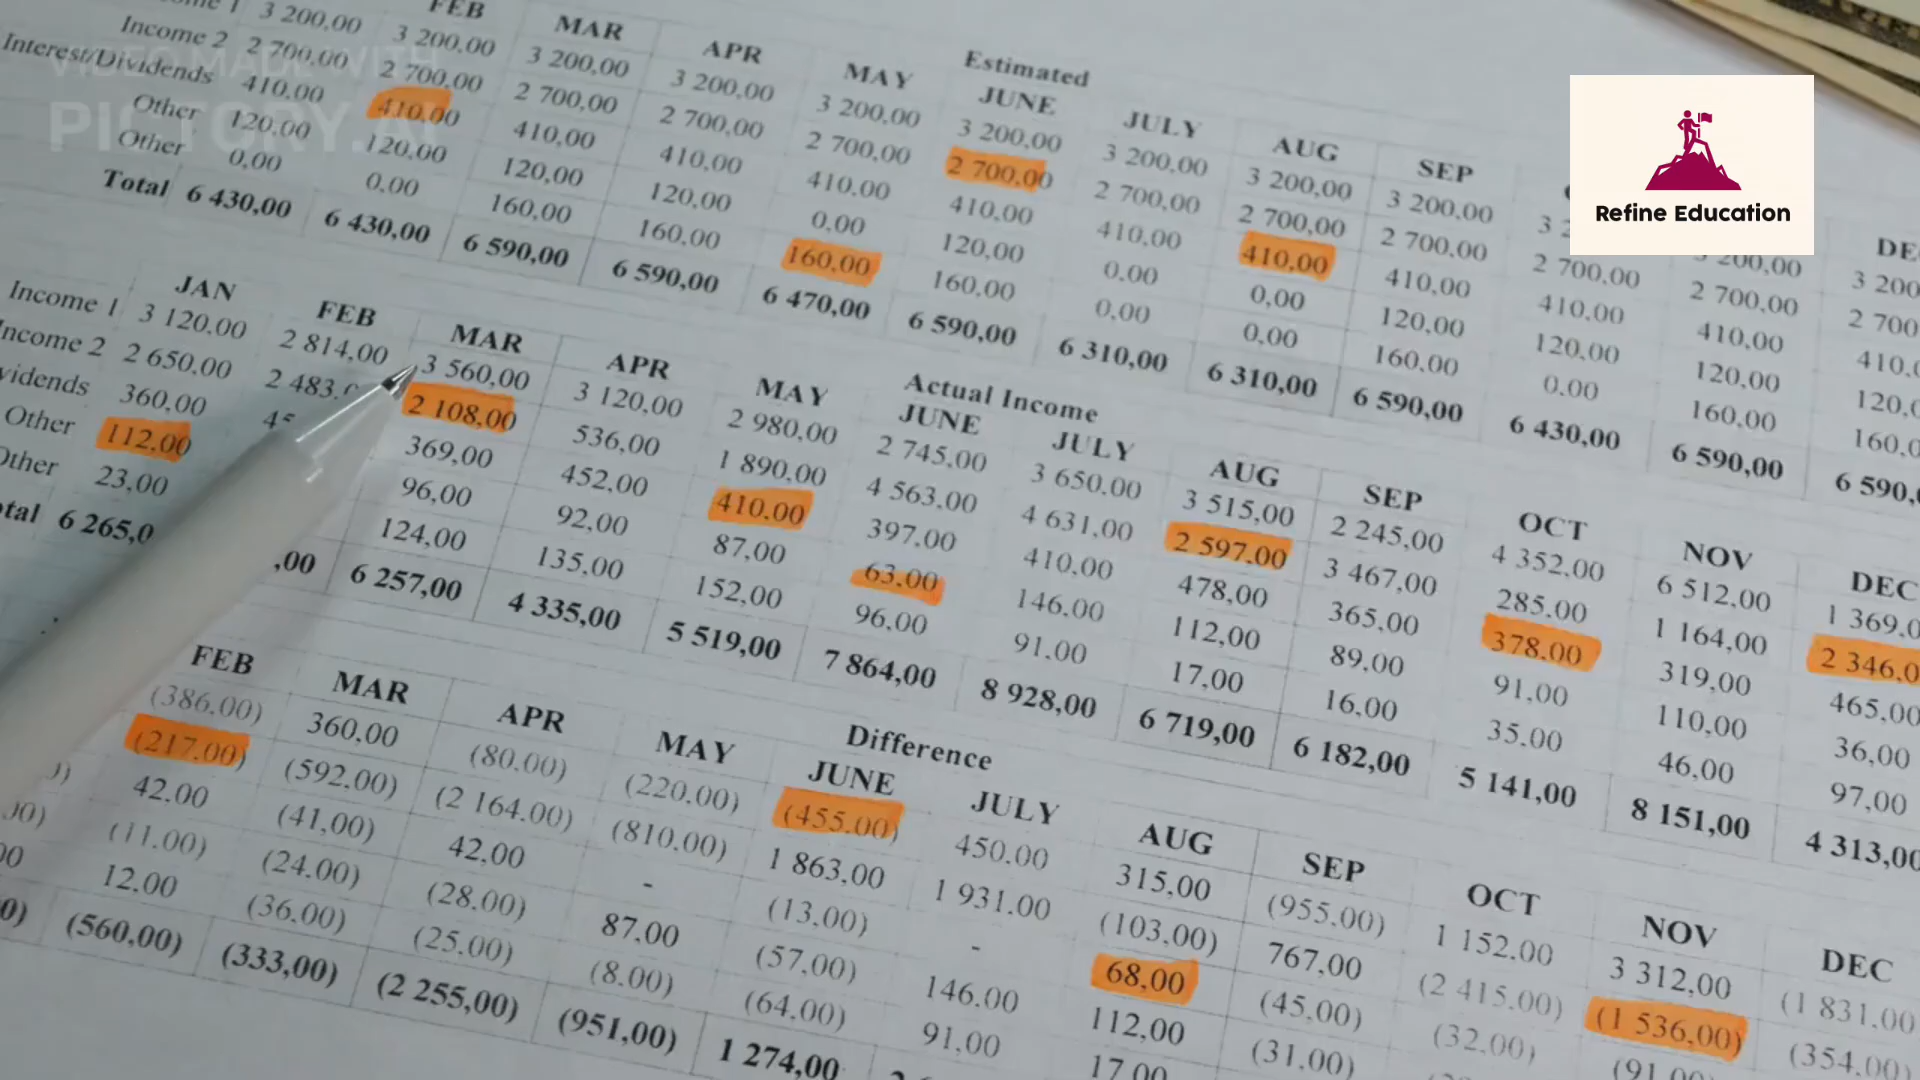 FEB MAR APR MAY Estimated JUNE JULY AUG SEP
3 200,00 3 200,00 3 200,00 3 200,00 3 200,00 3 200,00 3 200,00 3 200,00 3 200,00 3 200
Income 2 2 700,00 2 700,00 2 700,00 2 700,00 2 700,00 2 700,00 2 700,00 2 700,00 2 700,00 2 700,00 2 700,00 2 700
Interest/Dividends 410,00 410,00 410,00 410,00 410,00 410,00 410,00 410,00 410,00 410,00 410,00
Other 120,00 120,00 120,00 120,00 0,00 120,00 0,00 0,00 120,00 120,00 120,00
Other 0,00 0,00 160,00 160,00 160,00 160,00 0,00 0,00 160,00 0,00 160,00
Total 6 430,00 6 430,00 6 590,00 6 590,00 6 470,00 6 590,00 6 310,00 6 310,00 6 590,00 6 430,00 6 590,00 6 590,
VIDEO MADE WITH
PICTORY.AI
Refine Education
Actual Income
JAN FEB MAR APR MAY JUNE JULY AUG SEP OCT NOV DEC
Income 1 3 120,00 2 814,00 3 560,00 3 120,00 2 980,00 2 745,00 3 650,00 3 515,00 2 245,00 4 352,00 6 512,00 1 369,0
Income 2 2 650,00 2 483, 2 108,00 536,00 1 890,00 4 563,00 4 631,00 2 597,00 3 467,00 285,00 1 164,00 2 346,0
vidends 360,00 45 369,00 452,00 410,00 397,00 410,00 478,00 365,00 378,00 319,00 465,00
Other 112,00 96,00 92,00 87,00 63,00 146,00 112,00 89,00 91,00 110,00 36,00
Other 23,00 124,00 135,00 152,00 96,00 91,00 17,00 16,00 35,00 46,00 97,00
tal 6 265,0 ,00 6 257,00 4 335,00 5 519,00 7 864,00 8 928,00 6 719,00 6 182,00 5 141,00 8 151,00 4 313,00
Difference
FEB MAR APR MAY JUNE JULY AUG SEP OCT NOV DEC
(386,00) 360,00 (80,00) (220,00) (455,00) 450,00 315,00 (955,00) 1 152,00 3 312,00 (1 831,00
(217,00) (592,00) (2 164,00) (810,00) 1 863,00 1 931,00 (103,00) 767,00 (2 415,00) (1 536,00) (354,00)
42,00 (41,00) 42,00 - (13,00) - 68,00 (45,00) (32,00) (91,00)
(11,00) (24,00) (28,00) 87,00 (57,00) 146,00 112,00 (31,00)
12,00 (36,00) (25,00) (8,00) (64,00) 91,00 17,00
(560,00) (333,00) (2 255,00) (951,00) 1 274,00